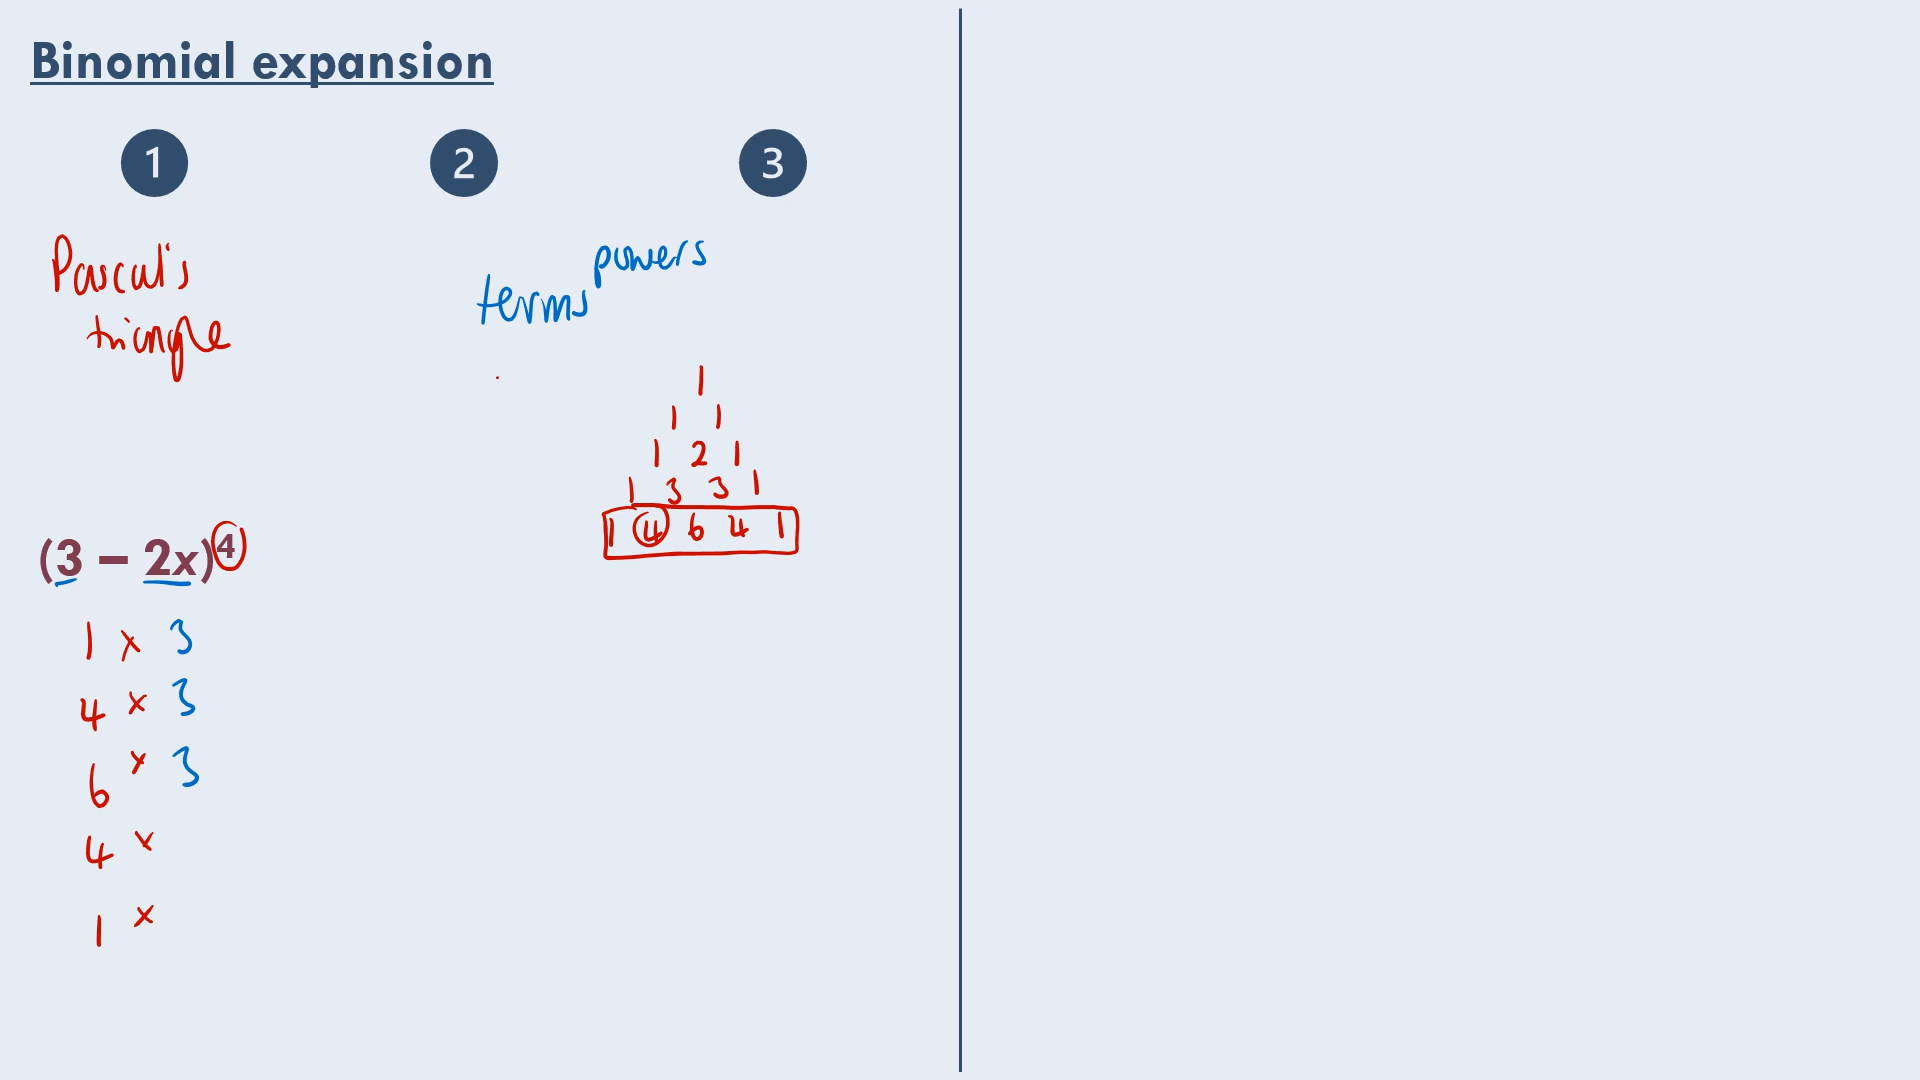 Binomial expansion
1 2 3
Pascal's
triangle
terms powers
1
1 1
1 2 1
1 3 3 1
1 4 6 4 1
(3 – 2x)⁴
1 × 3
4 × 3
6 × 3
4 ×
1 ×